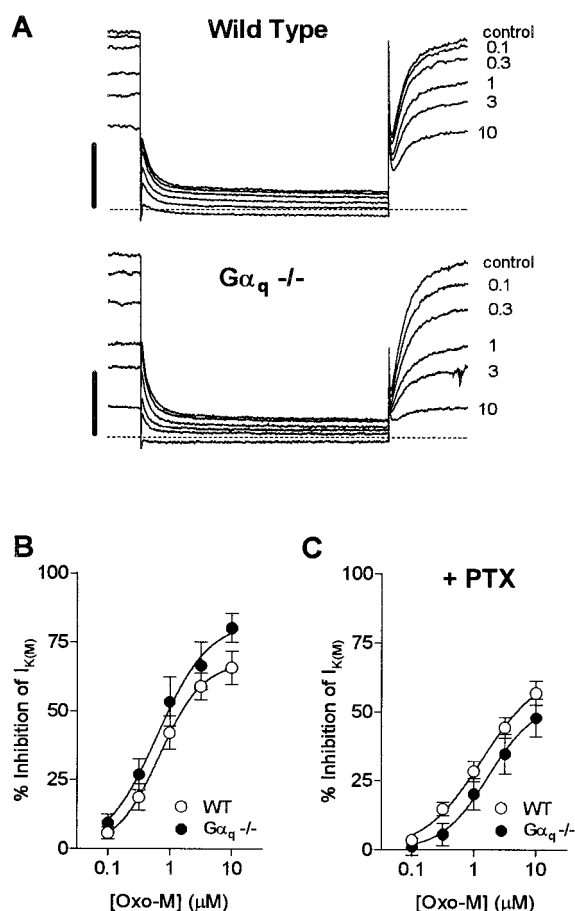 A
Wild Type
control
0.1
0.3
1
3
10
Gαq -/-
control
0.1
0.3
1
3
10
B
100
75
50
25
0
% Inhibition of IK(M)
WT
Gαq -/-
0.1
1
10
[Oxo-M] (μM)
C
+ PTX
100
75
50
25
0
% Inhibition of IK(M)
WT
Gαq -/-
0.1
1
10
[Oxo-M] (μM)